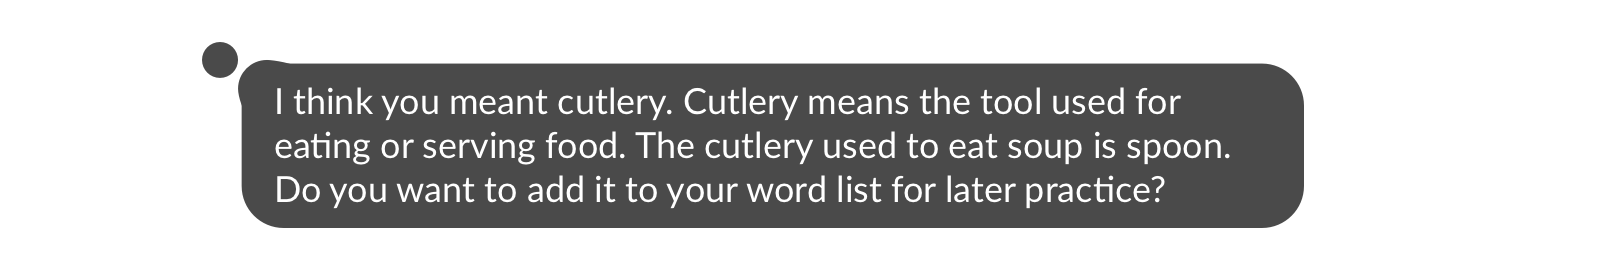 I think you meant cutlery. Cutlery means the tool used for
eating or serving food. The cutlery used to eat soup is spoon.
Do you want to add it to your word list for later practice?